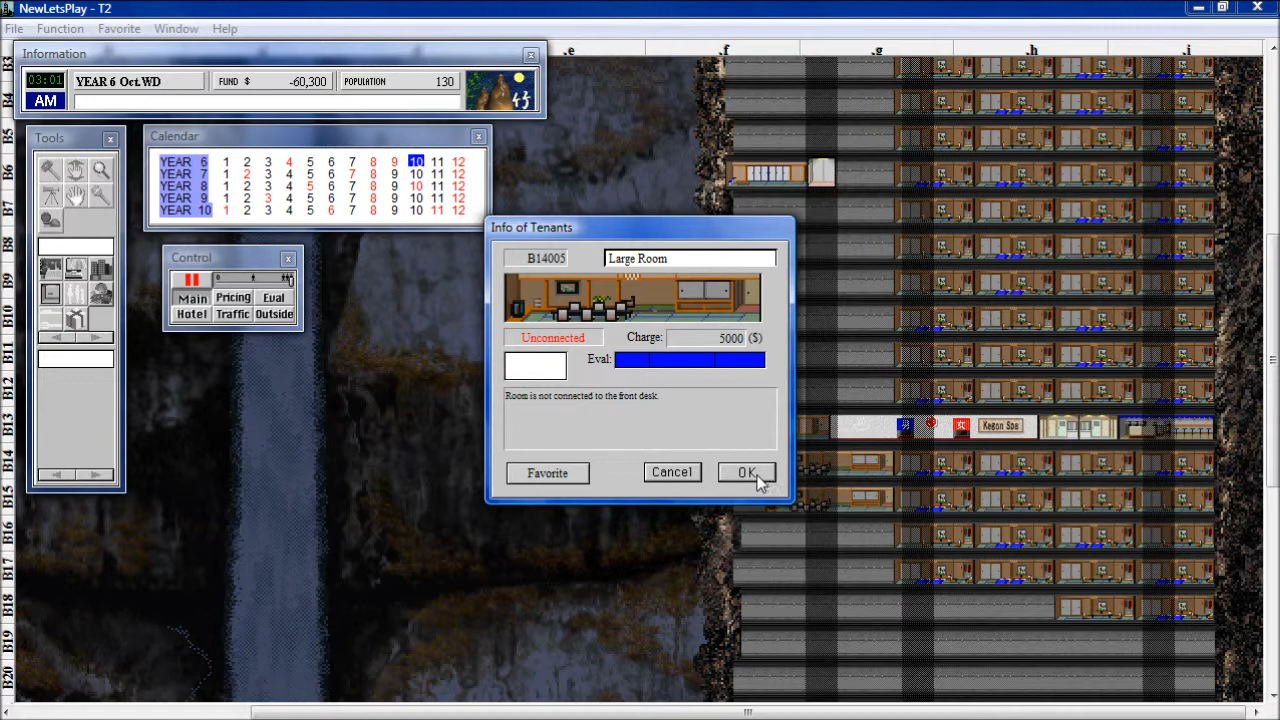 NewLetsPlay - T2
File Function Favorite Window Help
Information
03:01
AM
YEAR 6 Oct.WD
FUND $ -60,300
POPULATION 130
竹
e f g h i
Tools
Calendar
YEAR 6 1 2 3 4 5 6 7 8 9 10 11 12
YEAR 7 1 2 3 4 5 6 7 8 9 10 11 12
YEAR 8 1 2 3 4 5 6 7 8 9 10 11 12
YEAR 9 1 2 3 4 5 6 7 8 9 10 11 12
YEAR 10 1 2 3 4 5 6 7 8 9 10 11 12
Control
0
Main Pricing Eval
Hotel Traffic Outside
Info of Tenants
B14005 Large Room
Unconnected Charge: 5000 ($)
Eval:
Room is not connected to the front desk.
Favorite Cancel OK
Kegon Spa
B3
B4
B5
B6
B7
B8
B9
B10
B11
B12
B13
B14
B15
B16
B17
B18
B19
B20